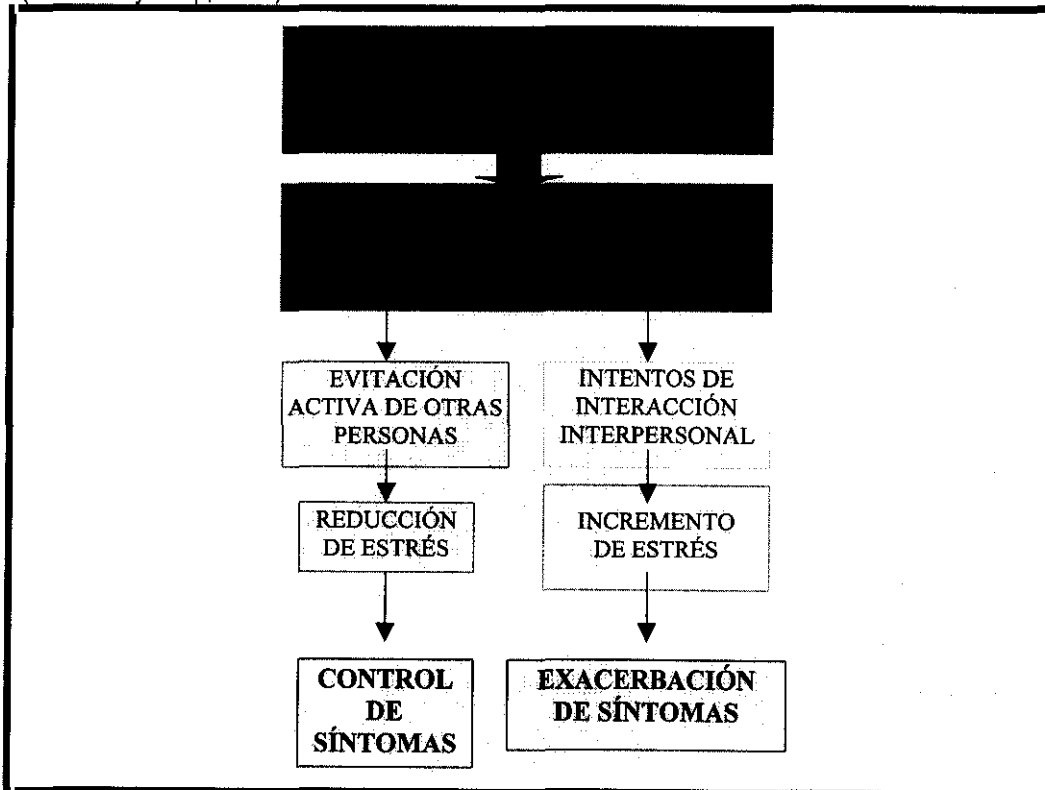 EVITACIÓN
ACTIVA DE OTRAS
PERSONAS
INTENTOS DE
INTERACCIÓN
INTERPERSONAL
REDUCCIÓN
DE ESTRÉS
INCREMENTO
DE ESTRÉS
CONTROL
DE
SÍNTOMAS
EXACERBACIÓN
DE SÍNTOMAS